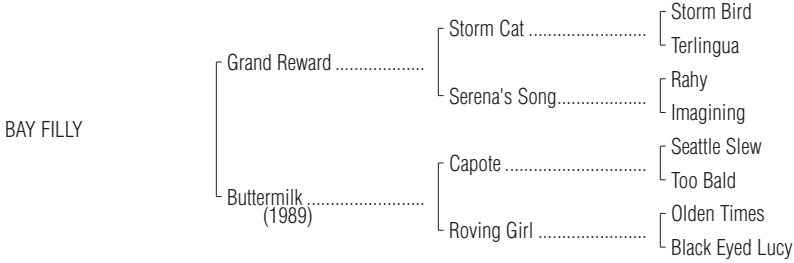 Storm Bird
Storm Cat ........................
Terlingua
Grand Reward ..................
Rahy
Serena's Song..................
Imagining
BAY FILLY
Seattle Slew
Capote .............................
Too Bald
Buttermilk ........................
(1989)
Olden Times
Roving Girl ......................
Black Eyed Lucy